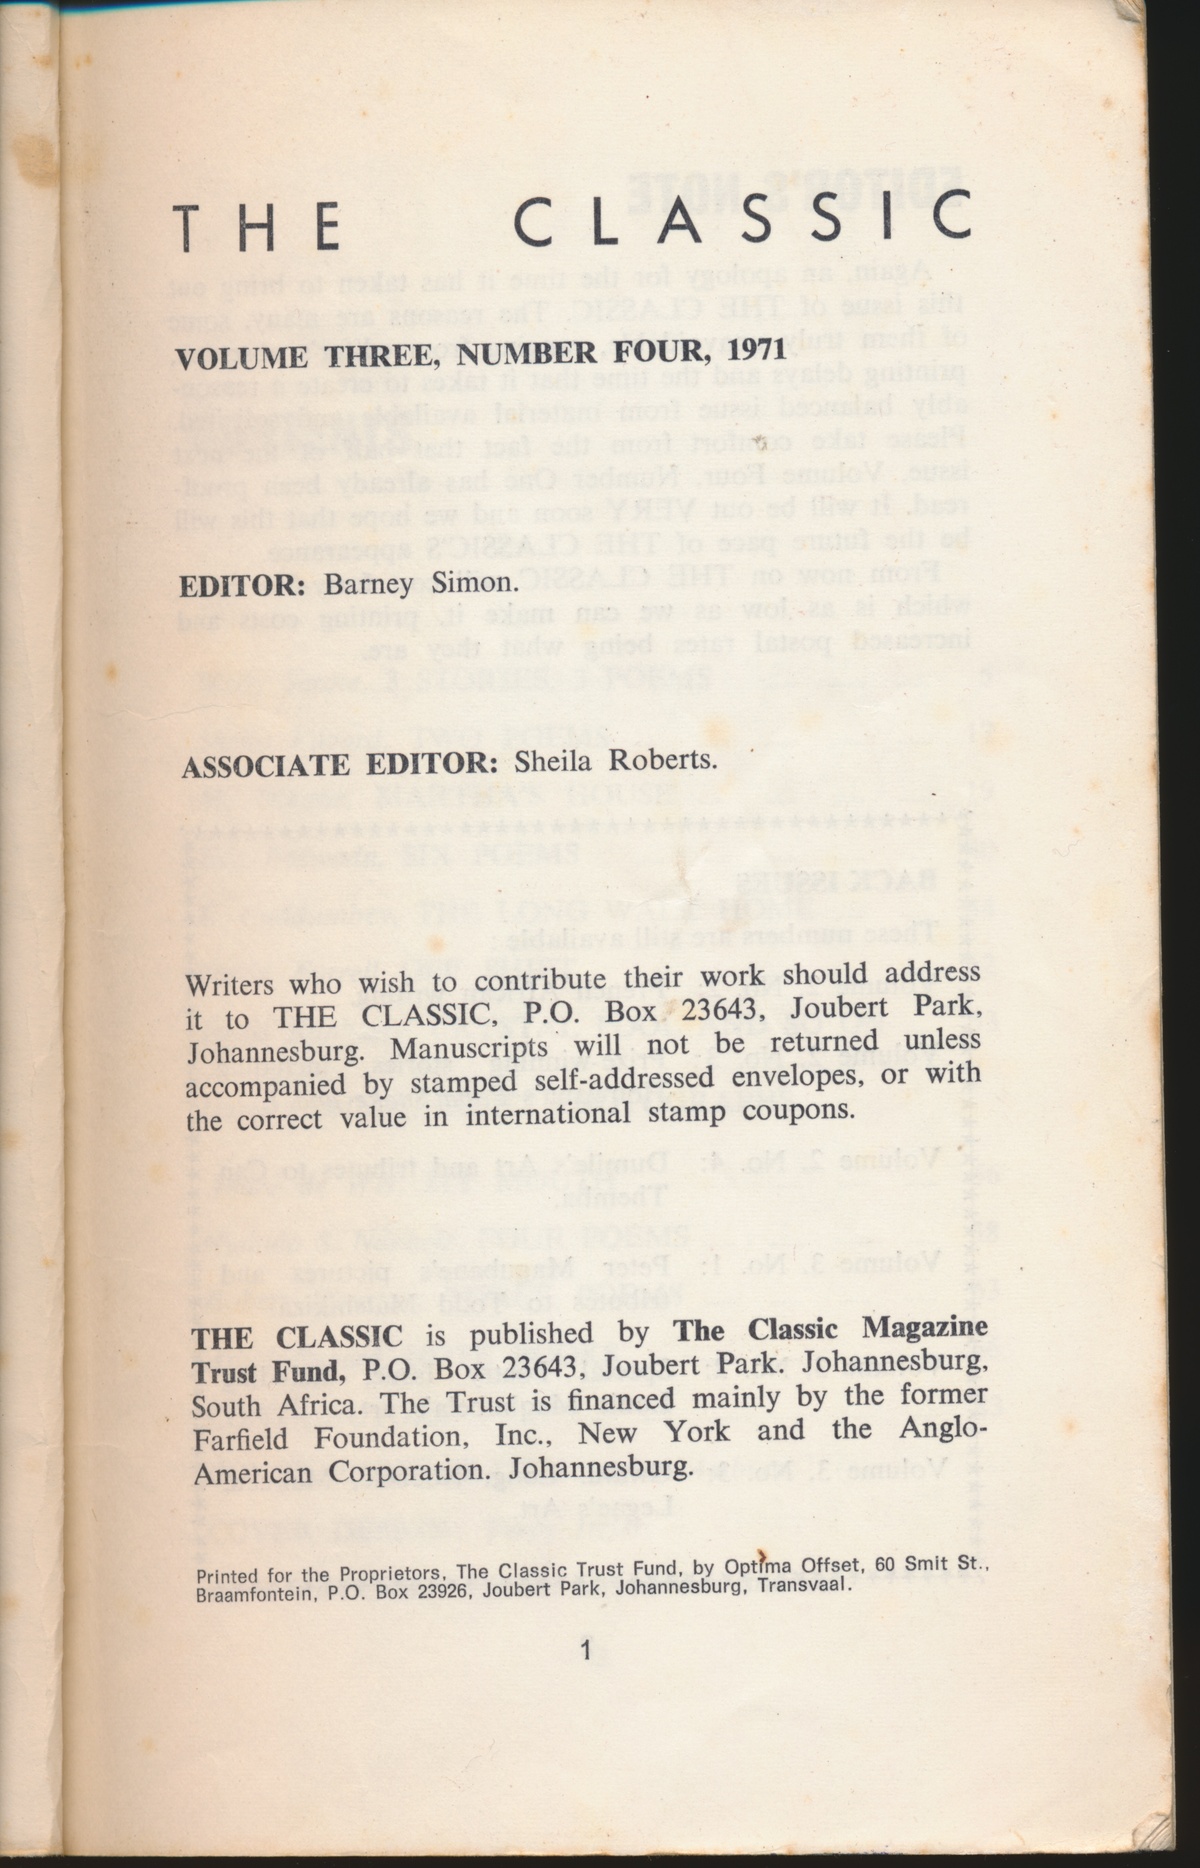 THE CLASSIC
VOLUME THREE, NUMBER FOUR, 1971
EDITOR: Barney Simon.
ASSOCIATE EDITOR: Sheila Roberts.
Writers who wish to contribute their work should address
it to THE CLASSIC, P.O. Box 23643, Joubert Park,
Johannesburg. Manuscripts will not be returned unless
accompanied by stamped self-addressed envelopes, or with
the correct value in international stamp coupons.
THE CLASSIC is published by The Classic Magazine
Trust Fund, P.O. Box 23643, Joubert Park. Johannesburg,
South Africa. The Trust is financed mainly by the former
Farfield Foundation, Inc., New York and the Anglo-
American Corporation. Johannesburg.
Printed for the Proprietors, The Classic Trust Fund, by Optima Offset, 60 Smit St.,
Braamfontein, P.O. Box 23926, Joubert Park, Johannesburg, Transvaal.
1